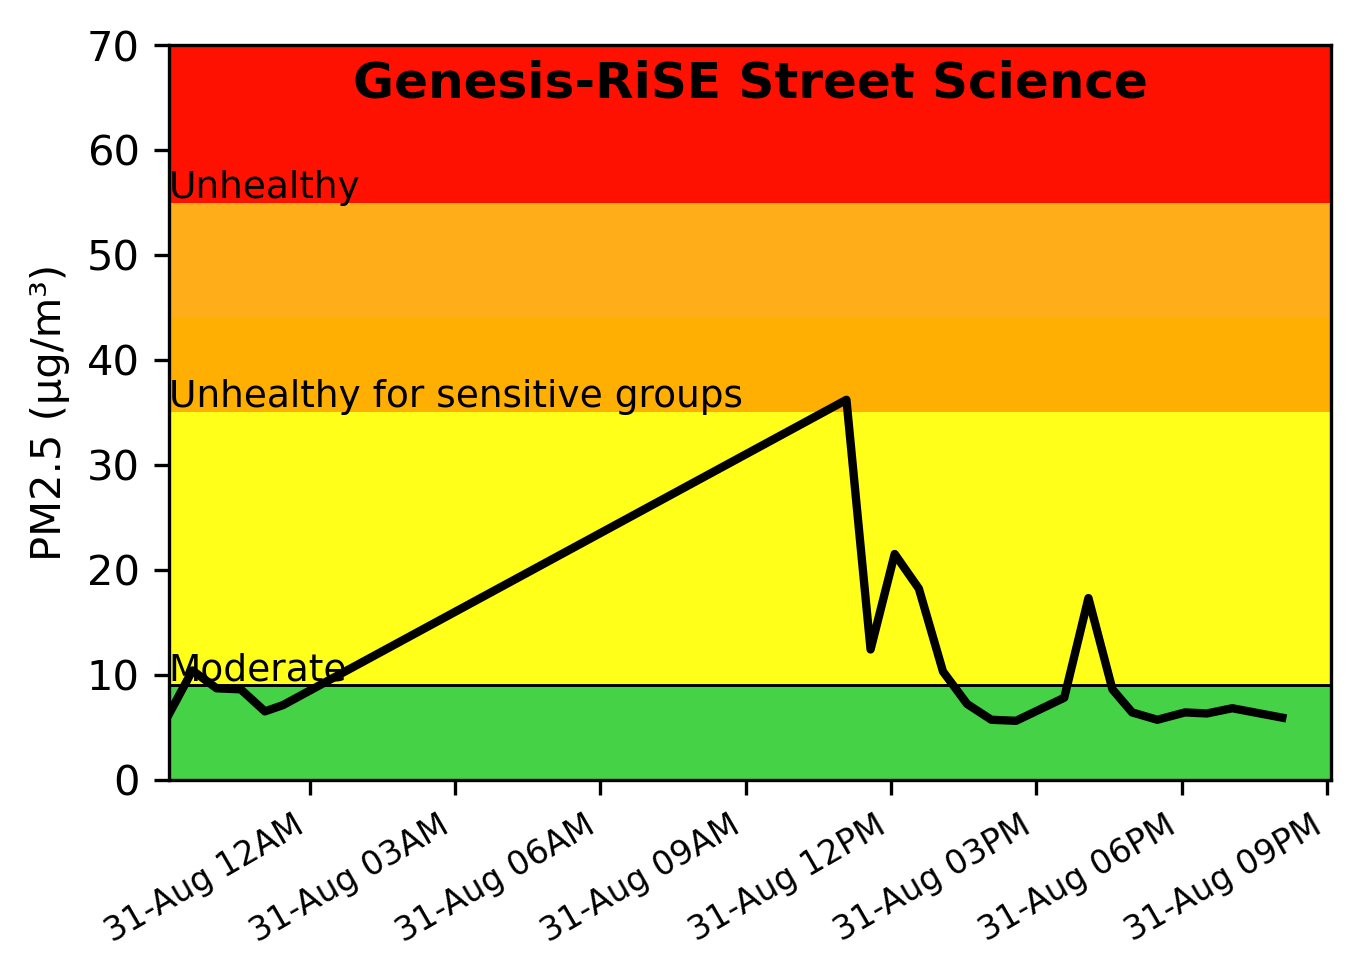 Genesis-RiSE Street Science
70
60
50
40
30
20
10
0
PM2.5 (μg/m³)
Unhealthy
Unhealthy for sensitive groups
Moderate
31-Aug 12AM
31-Aug 03AM
31-Aug 06AM
31-Aug 09AM
31-Aug 12PM
31-Aug 03PM
31-Aug 06PM
31-Aug 09PM